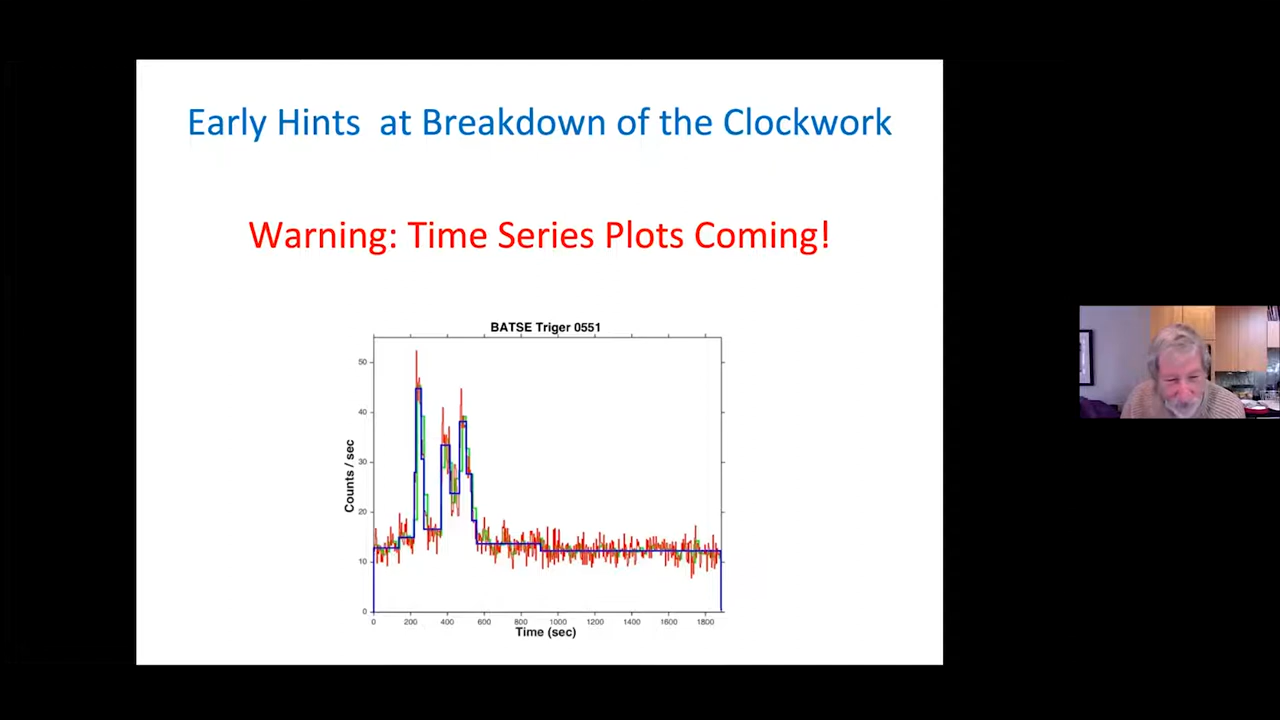 Early Hints at Breakdown of the Clockwork
Warning: Time Series Plots Coming!
BATSE Triger 0551
50
40
30
20
10
0
Counts / sec
0 200 400 600 800 1000 1200 1400 1600 1800
Time (sec)